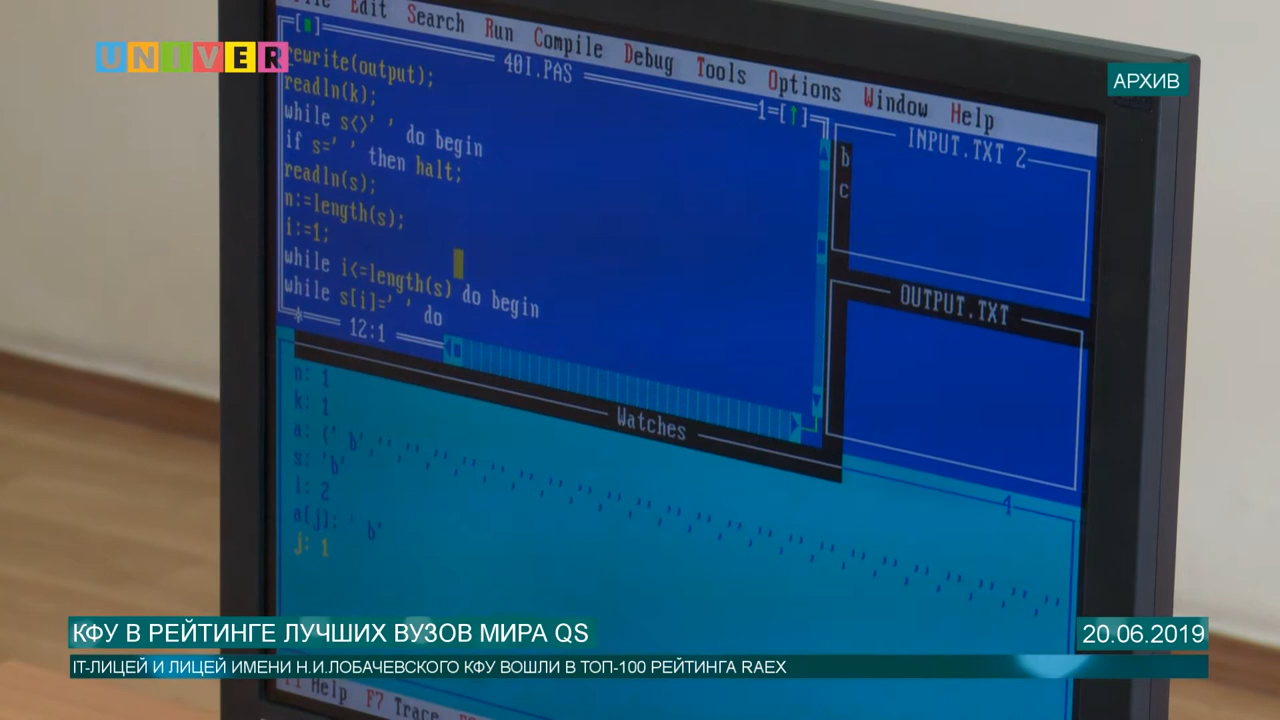 UNIVER
АРХИВ
File Edit Search Run Compile Debug Tools Options Window Help
40I.PAS
1=[↑]
rewrite(output);
readln(k);
while s<>' ' do begin
if s=' ' then halt;
readln(s);
n:=length(s);
i:=1;
while i<=length(s) do begin
while s[i]=' ' do
12:1
INPUT.TXT 2
b
c
OUTPUT.TXT
Watches
4
n: 1
k: 1
a: (' b','','','','','','','','','','','','','','','','','','','','','','',''
s: 'b'
i: 2
a[j]: ' b'
j: 1
КФУ В РЕЙТИНГЕ ЛУЧШИХ ВУЗОВ МИРА QS
20.06.2019
IT-ЛИЦЕЙ И ЛИЦЕЙ ИМЕНИ Н.И.ЛОБАЧЕВСКОГО КФУ ВОШЛИ В ТОП-100 РЕЙТИНГА RAEX
F1 Help F7 Trace